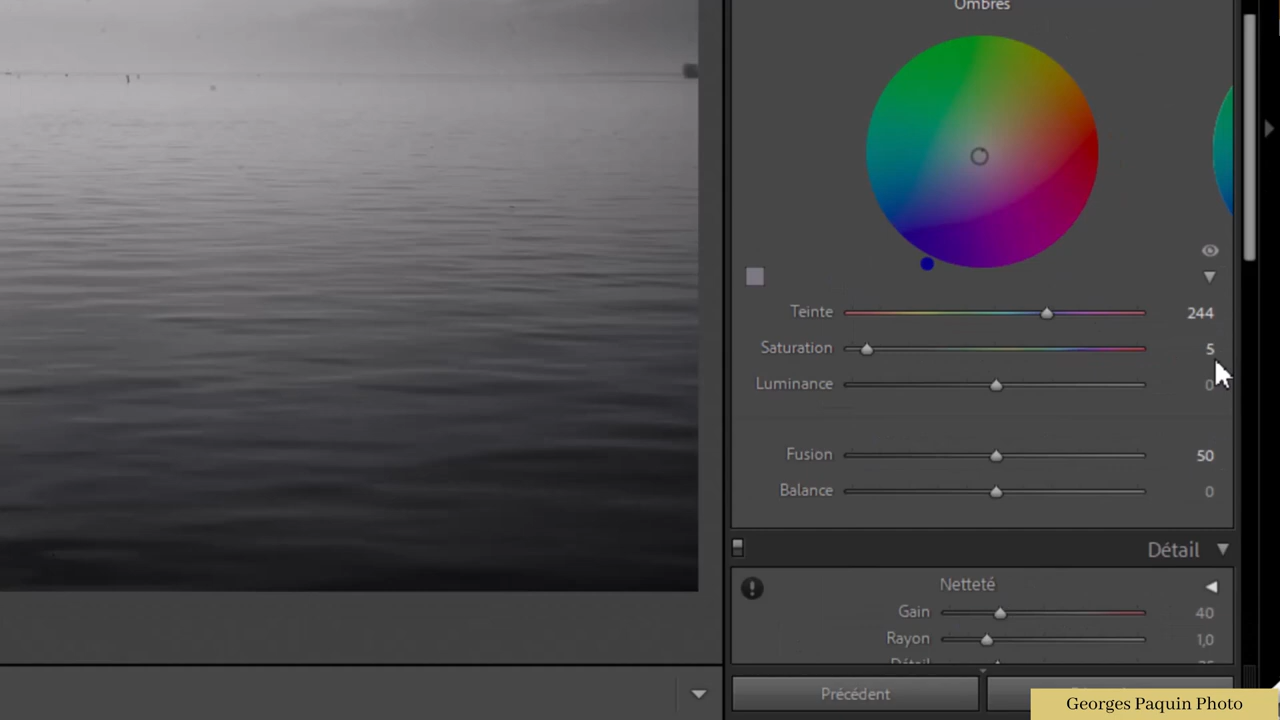 Ombres
Teinte 244
Saturation 5
Luminance 0
Fusion 50
Balance 0
Détail
Netteté
Gain 40
Rayon 1,0
Détail
Précédent
Georges Paquin Photo